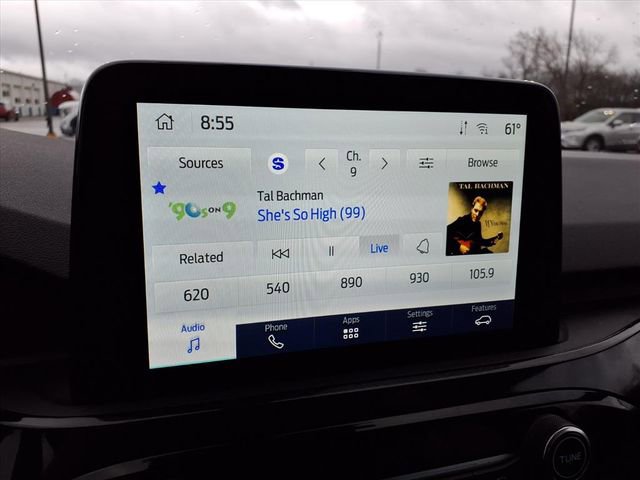 8:55
61°
Sources
S
Ch.
9
Browse
'90s ON 9
Tal Bachman
She's So High (99)
TAL BACHMAN
Related
Live
620
540
890
930
105.9
Audio
Phone
Apps
Settings
Features
TUNE